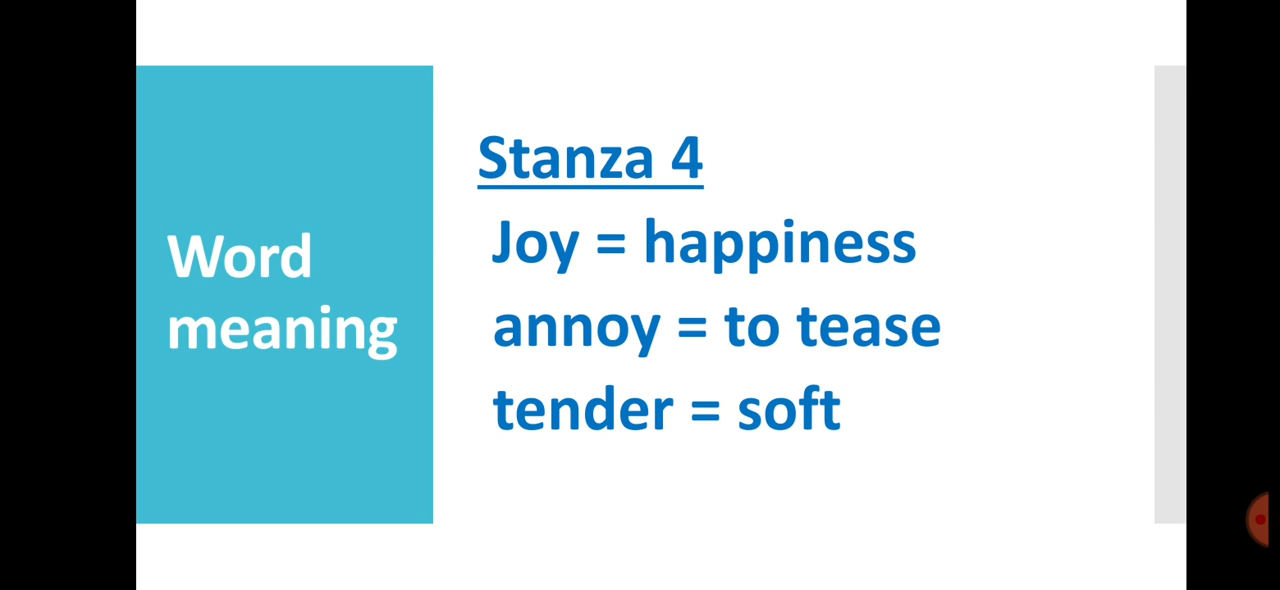 Word
meaning
Stanza 4
Joy = happiness
annoy = to tease
tender = soft